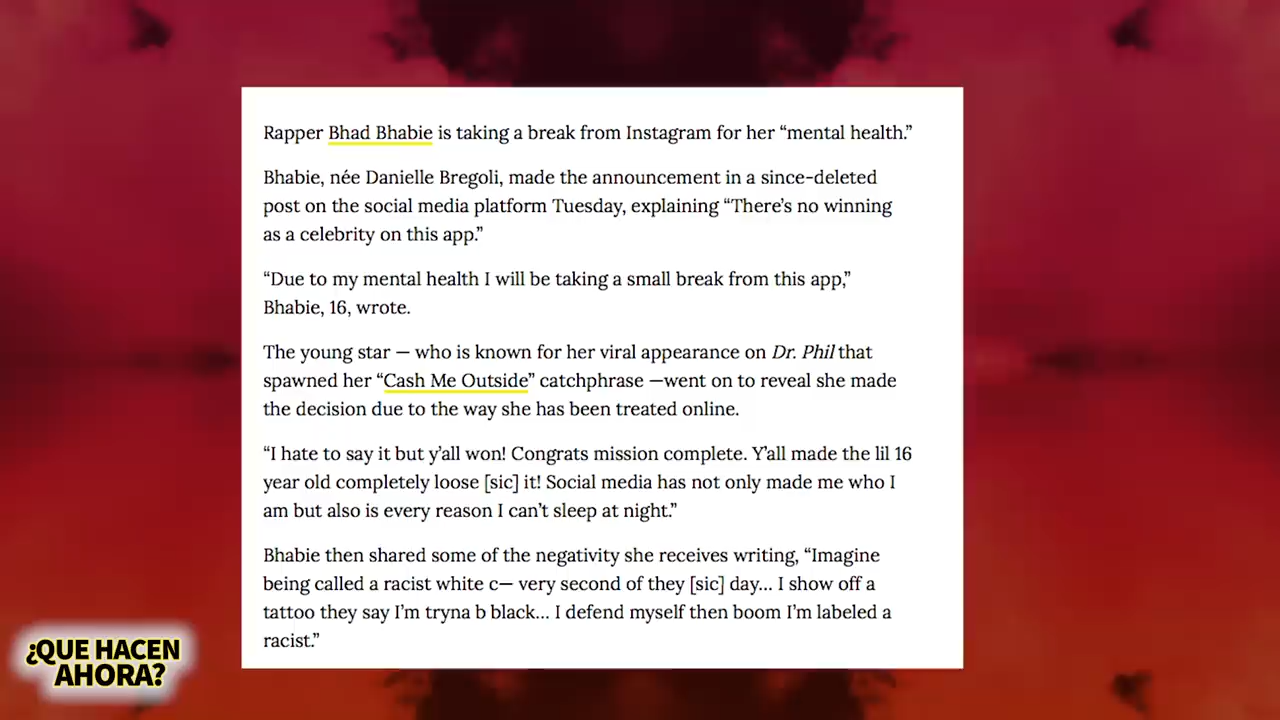 Rapper Bhad Bhabie is taking a break from Instagram for her “mental health.”
Bhabie, née Danielle Bregoli, made the announcement in a since-deleted
post on the social media platform Tuesday, explaining “There’s no winning
as a celebrity on this app.”
“Due to my mental health I will be taking a small break from this app,”
Bhabie, 16, wrote.
The young star — who is known for her viral appearance on Dr. Phil that
spawned her “Cash Me Outside” catchphrase —went on to reveal she made
the decision due to the way she has been treated online.
“I hate to say it but y’all won! Congrats mission complete. Y’all made the lil 16
year old completely loose [sic] it! Social media has not only made me who I
am but also is every reason I can’t sleep at night.”
Bhabie then shared some of the negativity she receives writing, “Imagine
being called a racist white c— very second of they [sic] day… I show off a
tattoo they say I’m tryna b black… I defend myself then boom I’m labeled a
racist.”
¿QUE HACEN
AHORA?